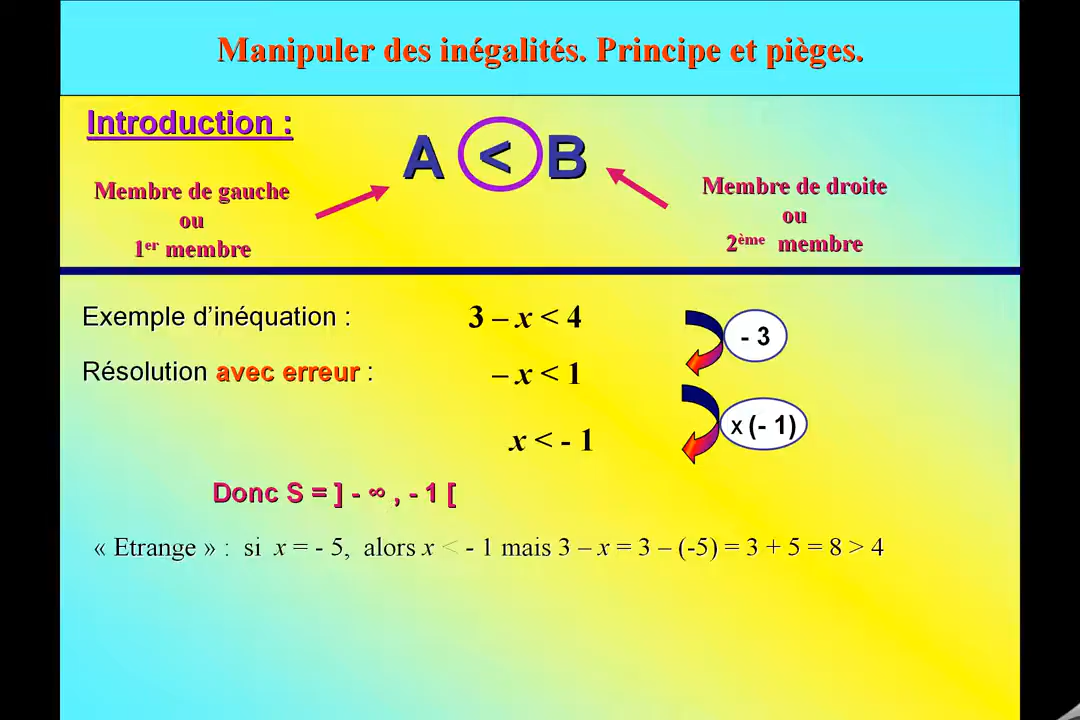 Manipuler des inégalités. Principe et pièges.
Introduction :
A < B
Membre de gauche
ou
1er membre
Membre de droite
ou
2ème membre
Exemple d’inéquation :
3 – x < 4
- 3
Résolution avec erreur :
– x < 1
x (- 1)
x < - 1
Donc S = ] - ∞ , - 1 [
« Etrange » : si x = - 5, alors x < - 1 mais 3 – x = 3 – (-5) = 3 + 5 = 8 > 4